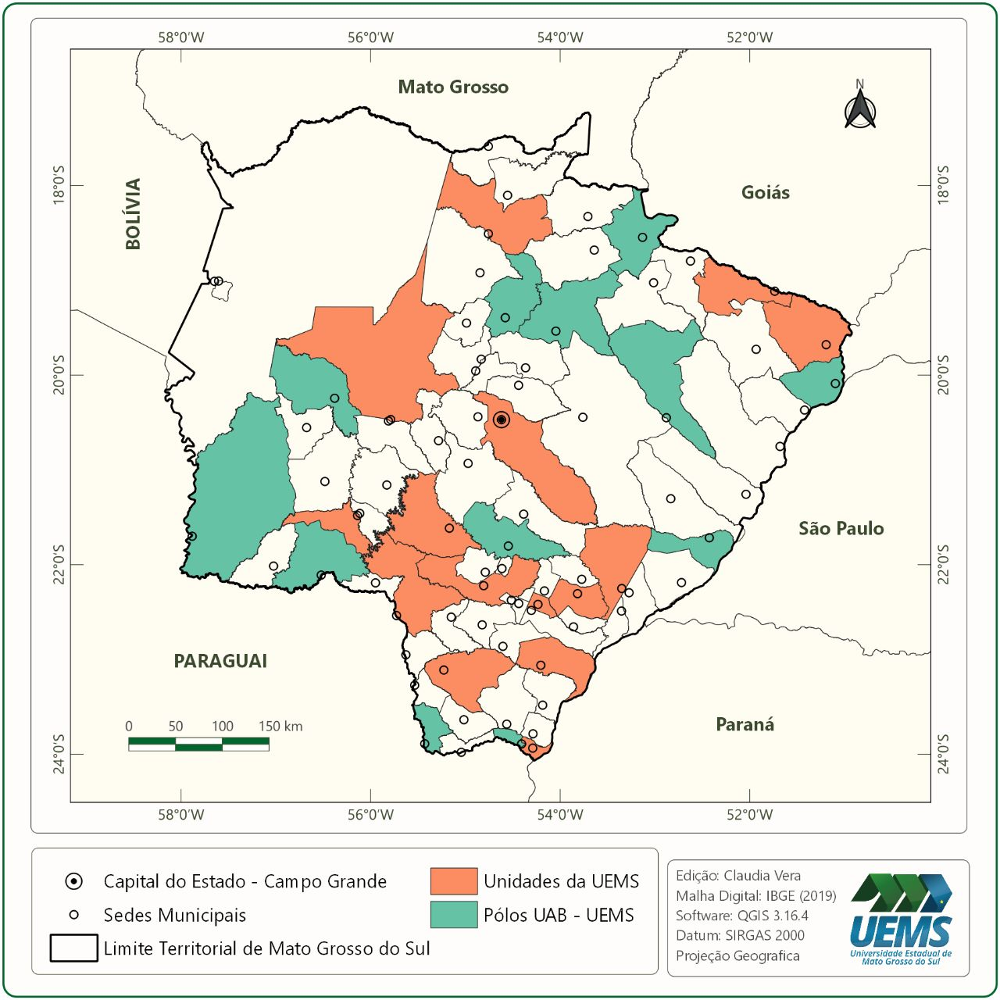 58°0'W 56°0'W 54°0'W 52°0'W
Mato Grosso
N
18°0'S
BOLÍVIA
Goiás
18°0'S
20°0'S
20°0'S
São Paulo
22°0'S
22°0'S
PARAGUAI
Paraná
0 50 100 150 km
24°0'S
24°0'S
58°0'W 56°0'W 54°0'W 52°0'W
Capital do Estado - Campo Grande
Sedes Municipais
Limite Territorial de Mato Grosso do Sul
Unidades da UEMS
Pólos UAB - UEMS
Edição: Claudia Vera
Malha Digital: IBGE (2019)
Software: QGIS 3.16.4
Datum: SIRGAS 2000
Projeção Geografica
UEMS
Universidade Estadual de
Mato Grosso do Sul